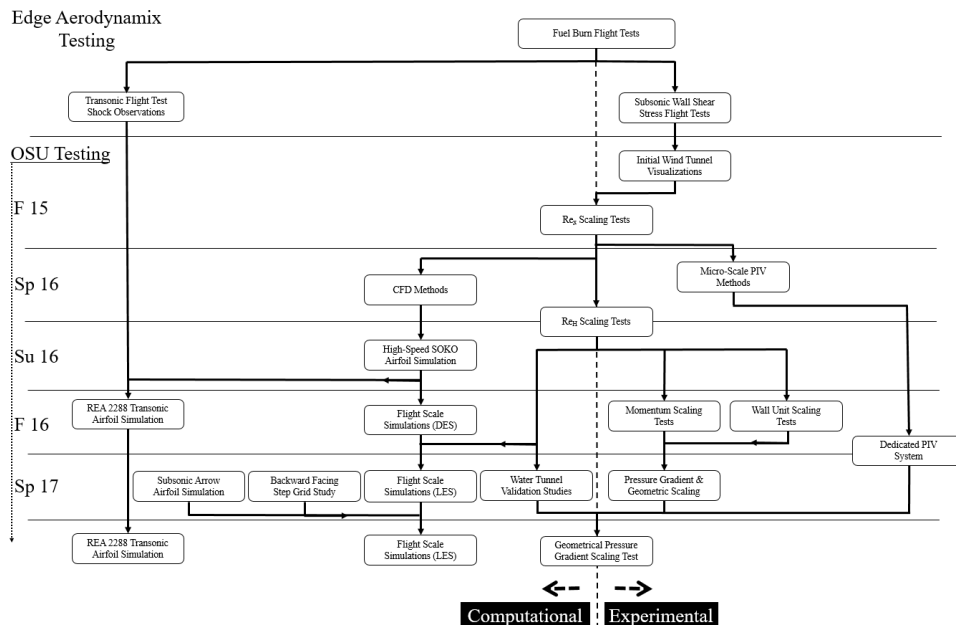 Edge Aerodynamix
Testing
Fuel Burn Flight Tests
Transonic Flight Test
Shock Observations
Subsonic Wall Shear
Stress Flight Tests
OSU Testing
Initial Wind Tunnel
Visualizations
F 15
Reₛ Scaling Tests
Sp 16
CFD Methods
Micro-Scale PIV
Methods
Re_H Scaling Tests
Su 16
High-Speed SOKO
Airfoil Simulation
F 16
REA 2288 Transonic
Airfoil Simulation
Flight Scale
Simulations (DES)
Momentum Scaling
Tests
Wall Unit Scaling
Tests
Dedicated PIV
System
Sp 17
Subsonic Arrow
Airfoil Simulation
Backward Facing
Step Grid Study
Flight Scale
Simulations (LES)
Water Tunnel
Validation Studies
Pressure Gradient &
Geometric Scaling
REA 2288 Transonic
Airfoil Simulation
Flight Scale
Simulations (LES)
Geometrical Pressure
Gradient Scaling Test
Computational
Experimental